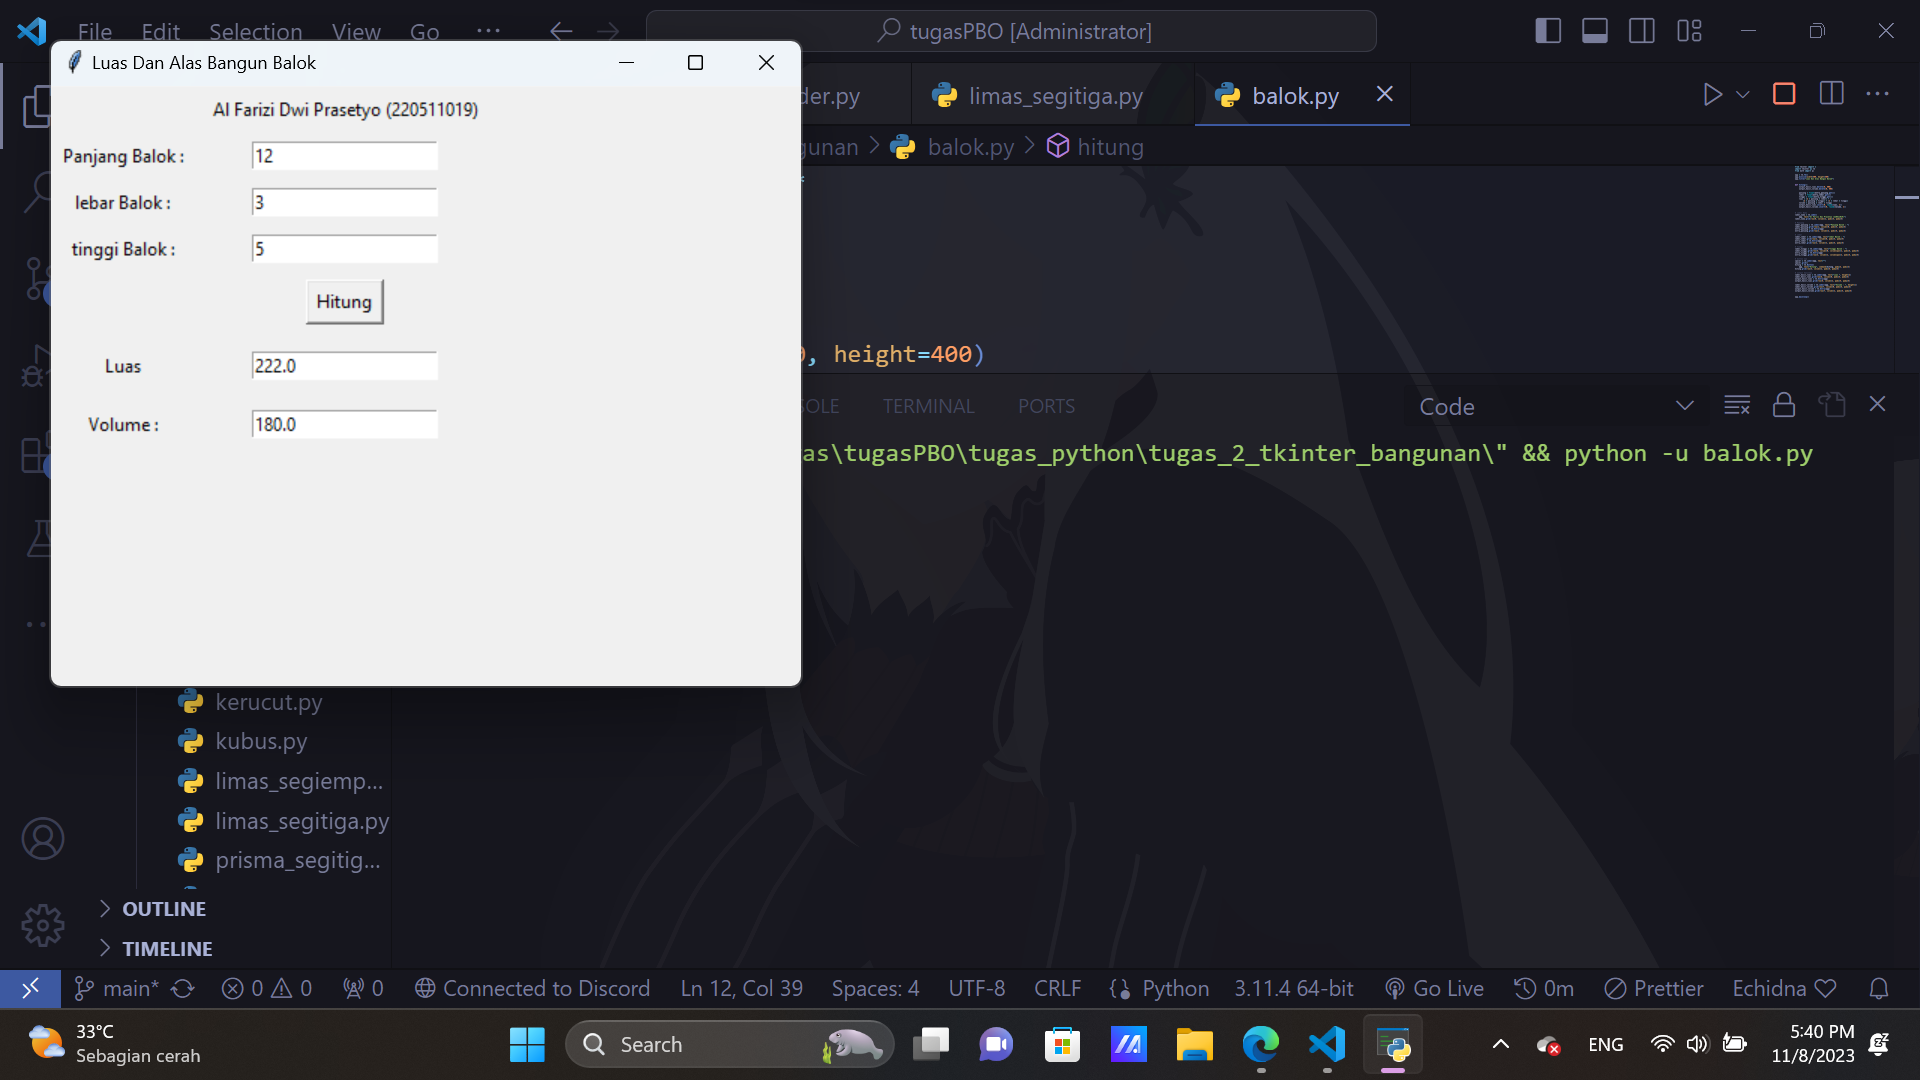 File Edit Selection View Go ...
tugasPBO [Administrator]
Luas Dan Alas Bangun Balok
Al Farizi Dwi Prasetyo (220511019)
Panjang Balok : 12
lebar Balok : 3
tinggi Balok : 5
Hitung
Luas 222.0
Volume : 180.0
der.py limas_segitiga.py balok.py
gunan > balok.py > hitung
, height=400)
OLE TERMINAL PORTS Code
as\tugasPBO\tugas_python\tugas_2_tkinter_bangunan\" && python -u balok.py
kerucut.py
kubus.py
limas_segiemp...
limas_segitiga.py
prisma_segitig...
OUTLINE
TIMELINE
main* 0 0 0 Connected to Discord Ln 12, Col 39 Spaces: 4 UTF-8 CRLF Python 3.11.4 64-bit Go Live 0m Prettier Echidna
33°C
Sebagian cerah
Search
ENG
5:40 PM
11/8/2023